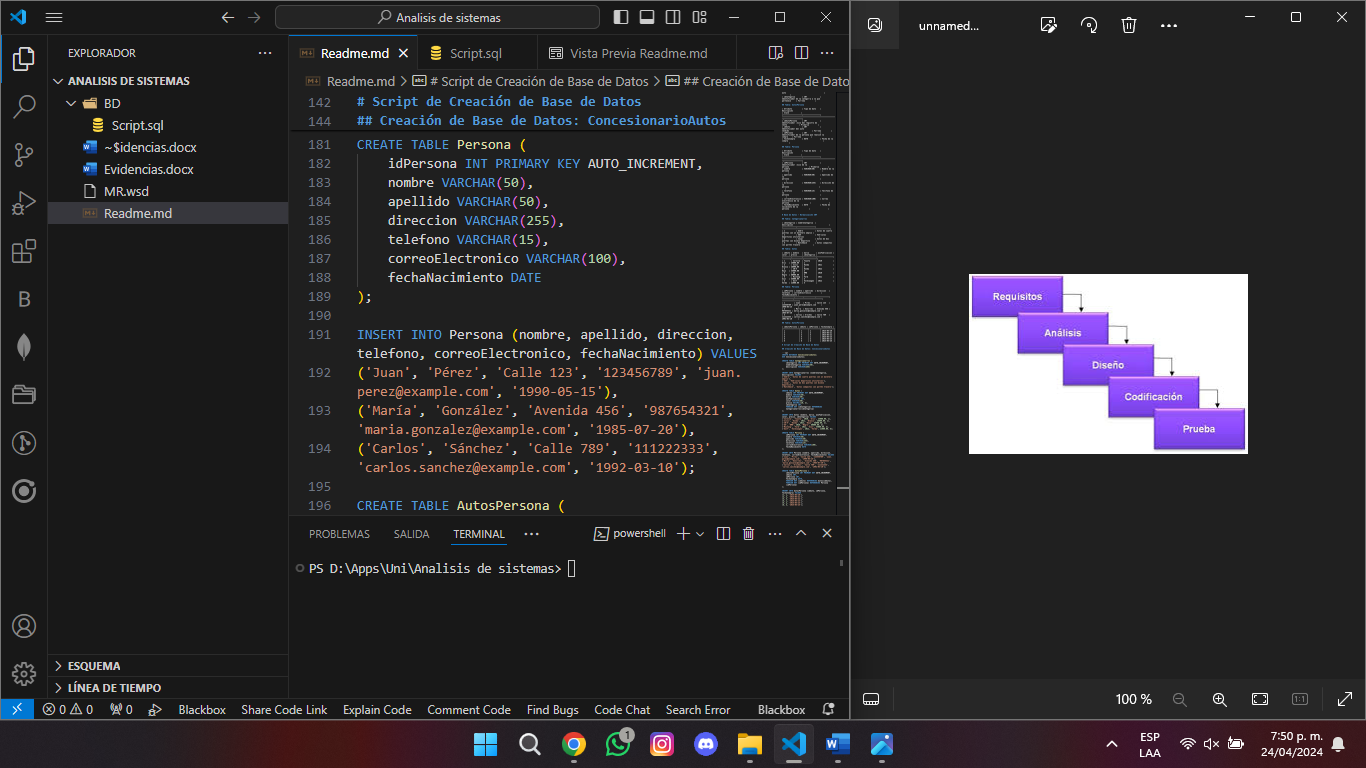 Analisis de sistemas
EXPLORADOR
ANALISIS DE SISTEMAS
BD
Script.sql
~$idencias.docx
Evidencias.docx
MR.wsd
Readme.md
ESQUEMA
LÍNEA DE TIEMPO
Readme.md
Script.sql
Vista Previa Readme.md
Readme.md > # Script de Creación de Base de Datos > ## Creación de Base de Dato
142 # Script de Creación de Base de Datos
144 ## Creación de Base de Datos: ConcesionarioAutos
181 CREATE TABLE Persona (
182 idPersona INT PRIMARY KEY AUTO_INCREMENT,
183 nombre VARCHAR(50),
184 apellido VARCHAR(50),
185 direccion VARCHAR(255),
186 telefono VARCHAR(15),
187 correoElectronico VARCHAR(100),
188 fechaNacimiento DATE
189 );
190
191 INSERT INTO Persona (nombre, apellido, direccion,
telefono, correoElectronico, fechaNacimiento) VALUES
192 ('Juan', 'Pérez', 'Calle 123', '123456789', 'juan.
perez@example.com', '1990-05-15'),
193 ('María', 'González', 'Avenida 456', '987654321',
'maria.gonzalez@example.com', '1985-07-20'),
194 ('Carlos', 'Sánchez', 'Calle 789', '111222333',
'carlos.sanchez@example.com', '1992-03-10');
195
196 CREATE TABLE AutosPersona (
PROBLEMAS
SALIDA
TERMINAL
powershell
PS D:\Apps\Uni\Analisis de sistemas>
0 0 0 Blackbox Share Code Link Explain Code Comment Code Find Bugs Code Chat Search Error Blackbox
unnamed...
Requisitos
Análisis
Diseño
Codificación
Prueba
100 %
1:1
1
ESP
LAA
7:50 p. m.
24/04/2024